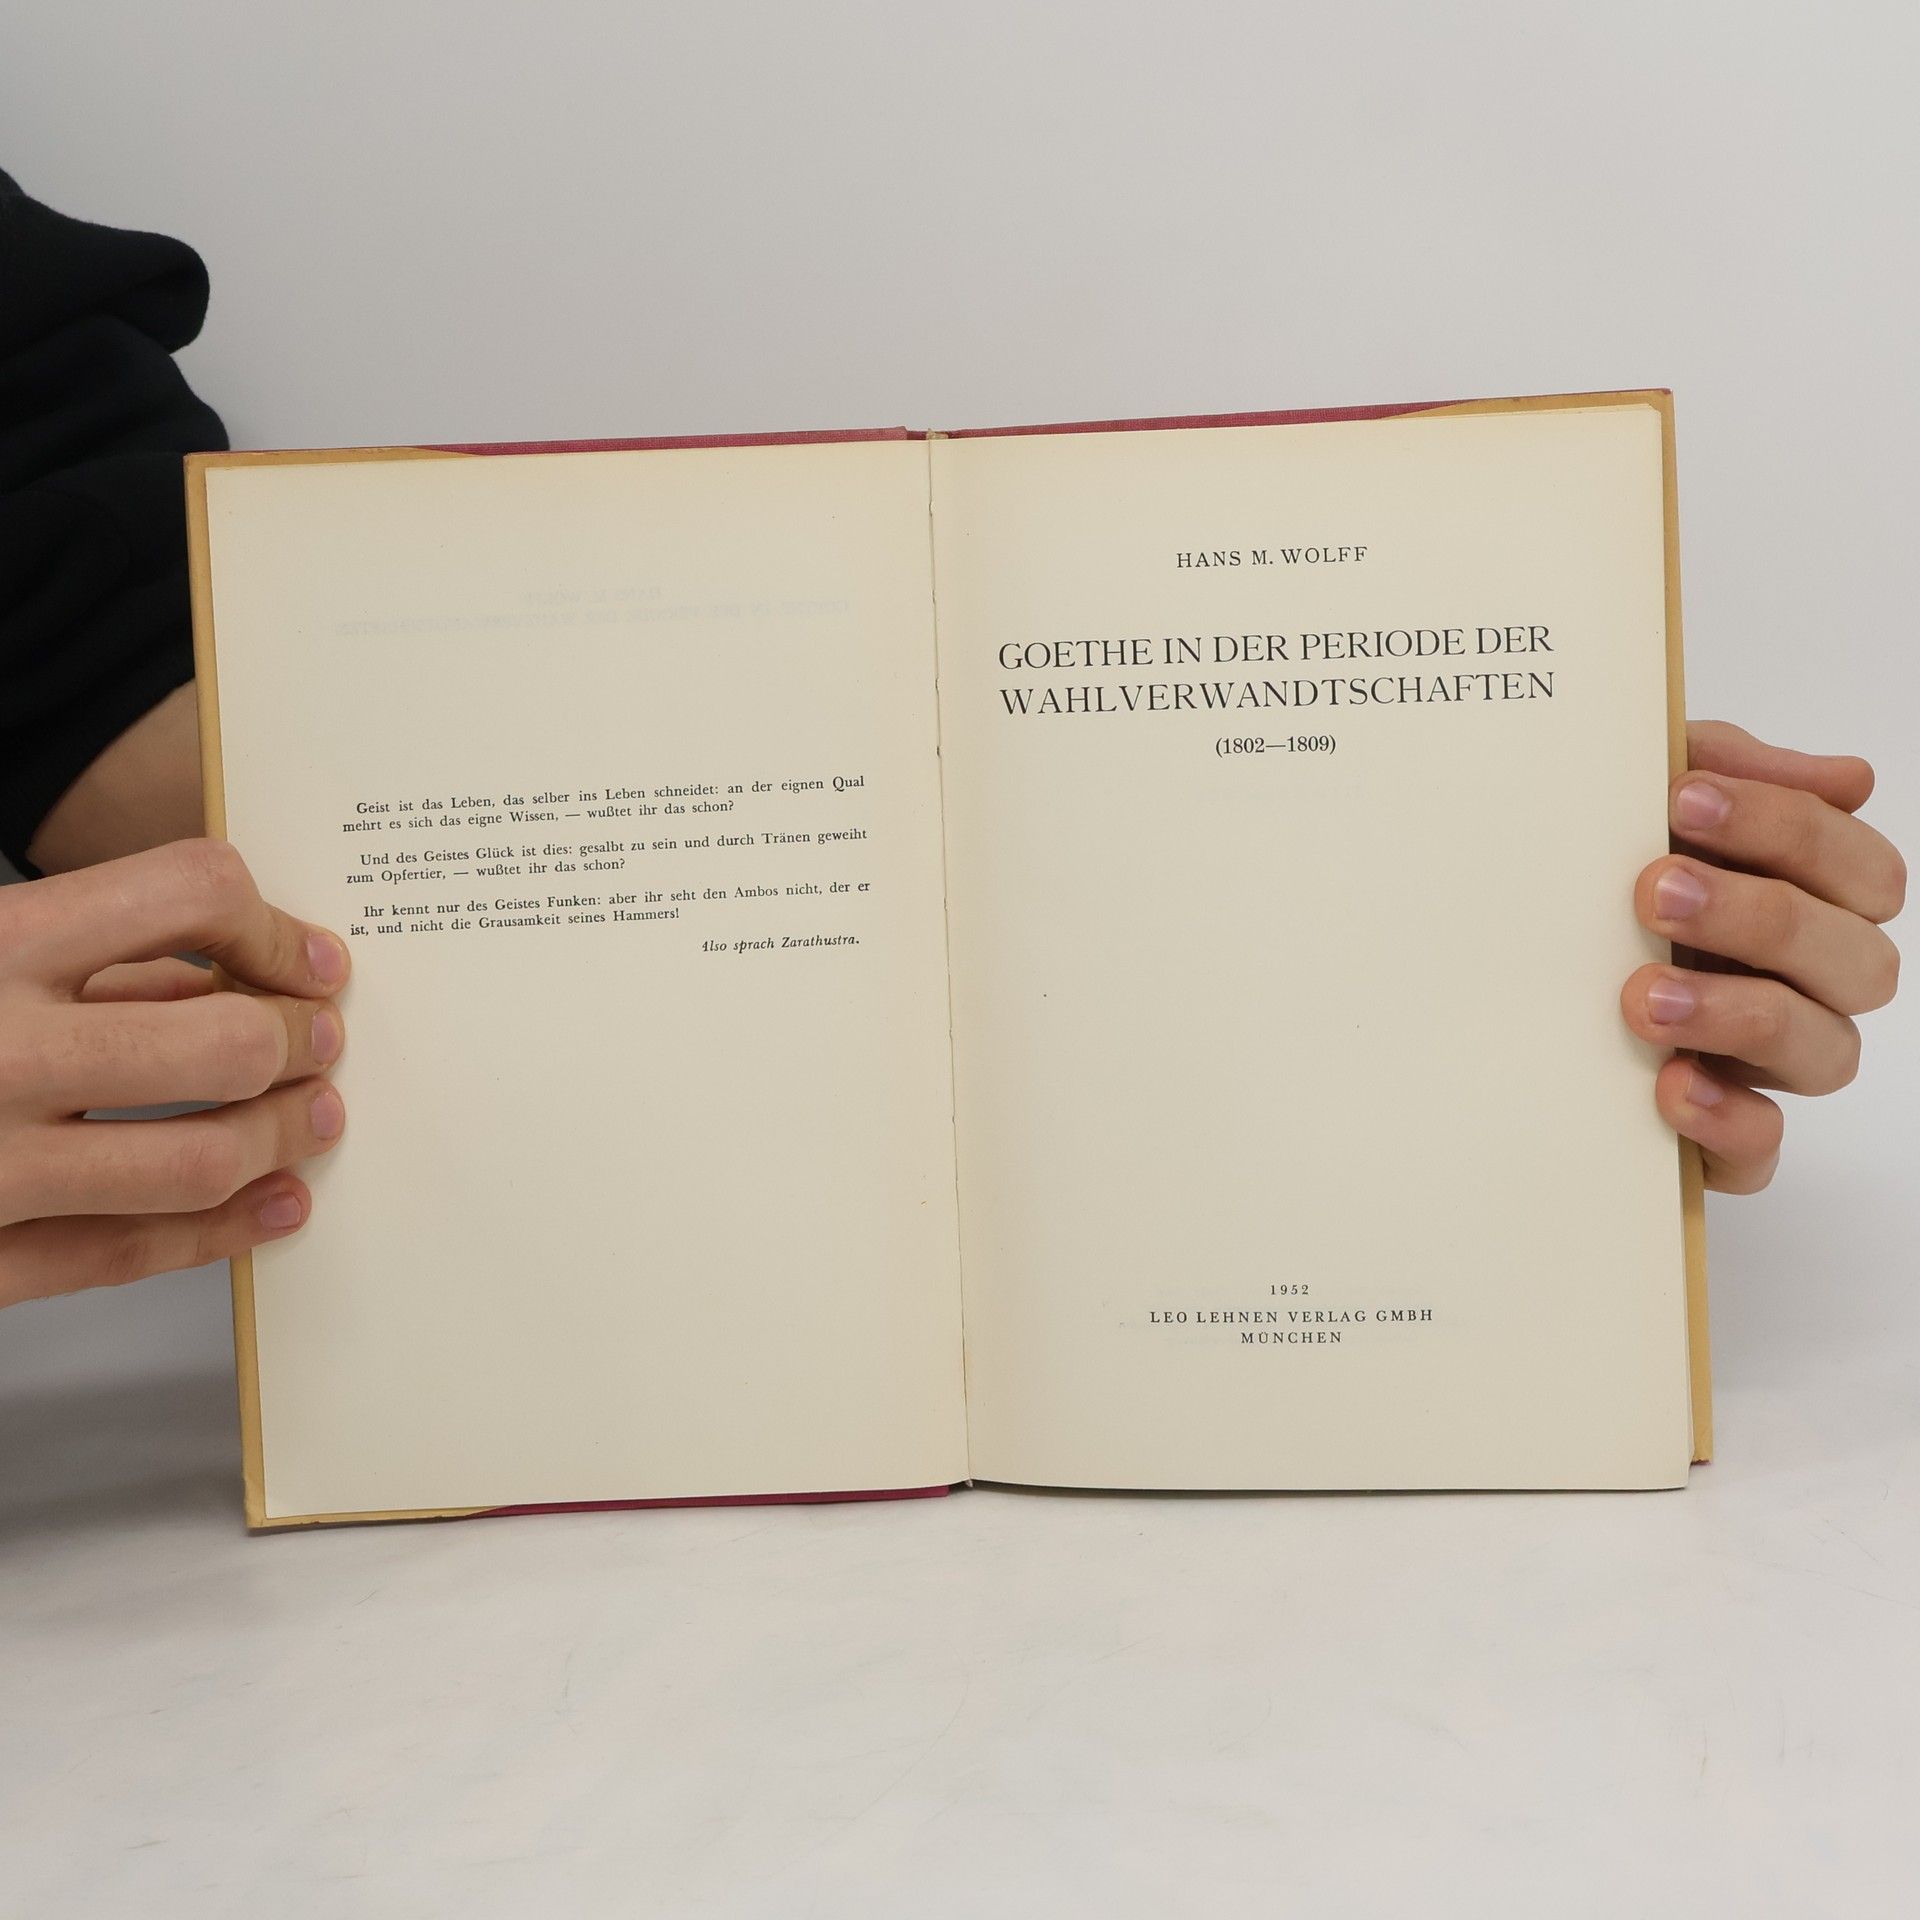 Geist ist das Leben, das selber ins Leben schneidet: an der eignen Qual
mehrt es sich das eigne Wissen, — wußtet ihr das schon?
Und des Geistes Glück ist dies: gesalbt zu sein und durch Tränen geweiht
zum Opfertier, — wußtet ihr das schon?
Ihr kennt nur des Geistes Funken: aber ihr seht den Ambos nicht, der er
ist, und nicht die Grausamkeit seines Hammers!
Also sprach Zarathustra.
HANS M. WOLFF
GOETHE IN DER PERIODE DER
WAHLVERWANDTSCHAFTEN
(1802—1809)
1952
LEO LEHNEN VERLAG GMBH
MÜNCHEN